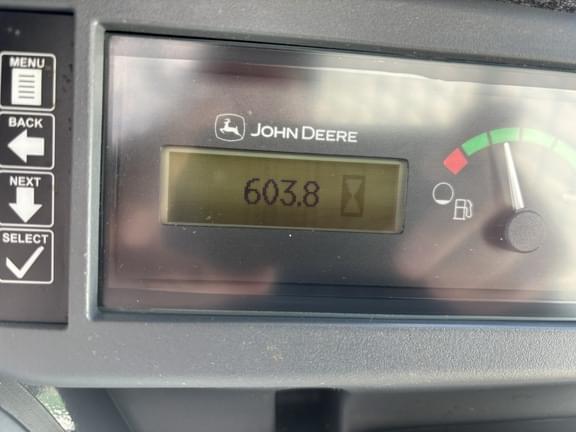 MENU
BACK
NEXT
SELECT
JOHN DEERE
603.8